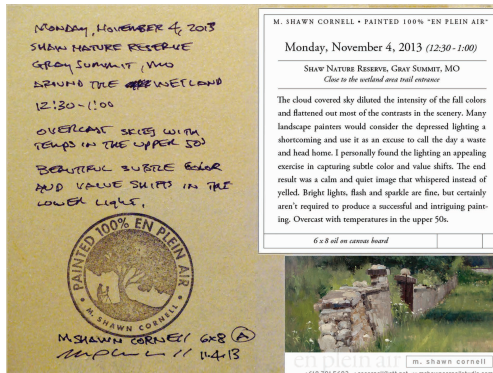 MONDAY, NOVEMBER 4, 2013
SHAW NATURE RESERVE
GRAY SUMMIT, MO
AROUND THE WETLAND
12:30-1:00
OVERCAST SKIES WITH
TEMPS IN THE UPPER 50S
BEAUTIFUL SUBTLE COLOR
AND VALUE SHIFTS IN THE
LOWER LIGHT.
PAINTED 100% EN PLEIN AIR
• M. SHAWN CORNELL •
M SHAWN CORNELL 6x8 A
11.4.13
M. SHAWN CORNELL • PAINTED 100% "EN PLEIN AIR"
Monday, November 4, 2013 (12:30 - 1:00)
SHAW NATURE RESERVE, GRAY SUMMIT, MO
Close to the wetland area trail entrance
The cloud covered sky diluted the intensity of the fall colors
and flattened out most of the contrasts in the scenery. Many
landscape painters would consider the depressed lighting a
shortcoming and use it as an excuse to call the day a waste
and head home. I personally found the lighting an appealing
exercise in capturing subtle color and value shifts. The end
result was a calm and quiet image that whispered instead of
yelled. Bright lights, flash and sparkle are fine, but certainly
aren't required to produce a successful and intriguing paint-
ing. Overcast with temperatures in the upper 50s.
6 x 8 oil on canvas board
en plein air
m. shawn cornell